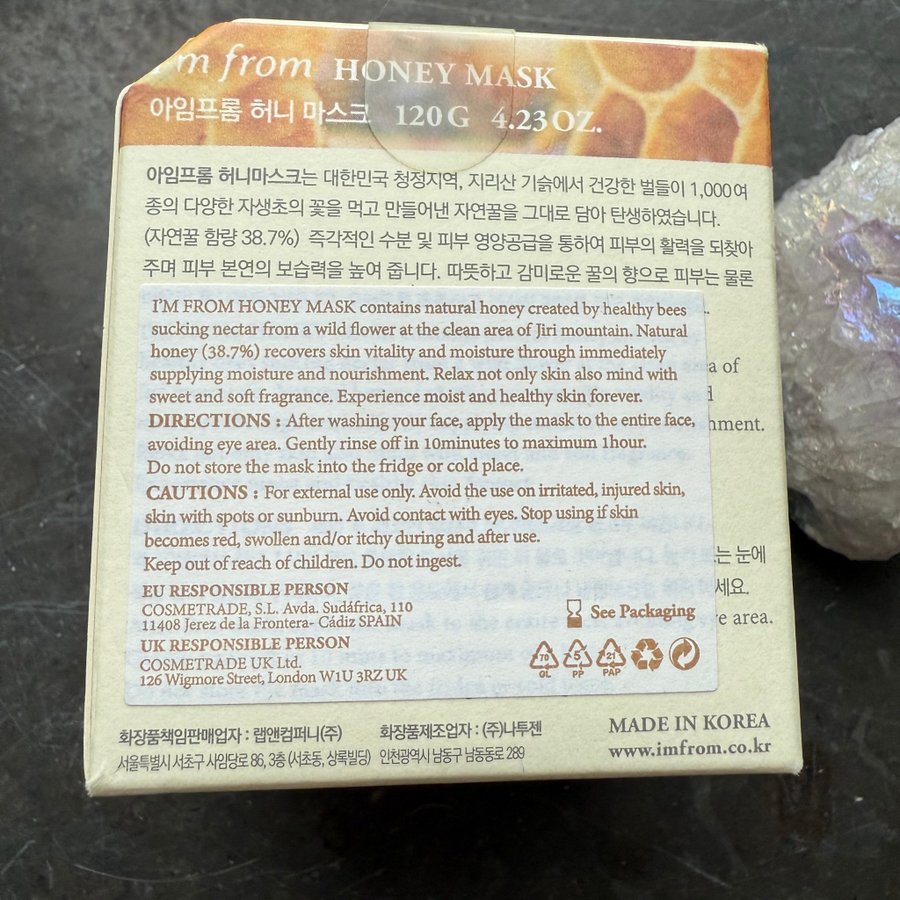 m from HONEY MASK
아임프롬 허니 마스크 120G 4.23OZ.
아임프롬 허니마스크는 대한민국 청정지역, 지리산 기슭에서 건강한 벌들이 1,000여
종의 다양한 자생초의 꽃을 먹고 만들어낸 자연꿀을 그대로 담아 탄생하였습니다.
(자연꿀 함량 38.7%) 즉각적인 수분 및 피부 영양공급을 통하여 피부의 활력을 되찾아
주며 피부 본연의 보습력을 높여 줍니다. 따뜻하고 감미로운 꿀의 향으로 피부는 물론
I'M FROM HONEY MASK contains natural honey created by healthy bees
sucking nectar from a wild flower at the clean area of Jiri mountain. Natural
honey (38.7%) recovers skin vitality and moisture through immediately
supplying moisture and nourishment. Relax not only skin also mind with
sweet and soft fragrance. Experience moist and healthy skin forever.
DIRECTIONS : After washing your face, apply the mask to the entire face,
avoiding eye area. Gently rinse off in 10minutes to maximum 1hour.
Do not store the mask into the fridge or cold place.
CAUTIONS : For external use only. Avoid the use on irritated, injured skin,
skin with spots or sunburn. Avoid contact with eyes. Stop using if skin
becomes red, swollen and/or itchy during and after use.
Keep out of reach of children. Do not ingest.
EU RESPONSIBLE PERSON
COSMETRADE, S.L. Avda. Sudáfrica, 110
11408 Jerez de la Frontera- Cádiz SPAIN
UK RESPONSIBLE PERSON
COSMETRADE UK Ltd.
126 Wigmore Street, London W1U 3RZ UK
See Packaging
70 GL
5 PP
21 PAP
of
nment.
는 눈에
세요.
e area.
화장품책임판매업자 : 랩앤컴퍼니(주) 화장품제조업자 : (주)나투젠
서울특별시 서초구 사임당로 86, 3층 (서초동, 상록빌딩) 인천광역시 남동구 남동동로 289
MADE IN KOREA
www.imfrom.co.kr